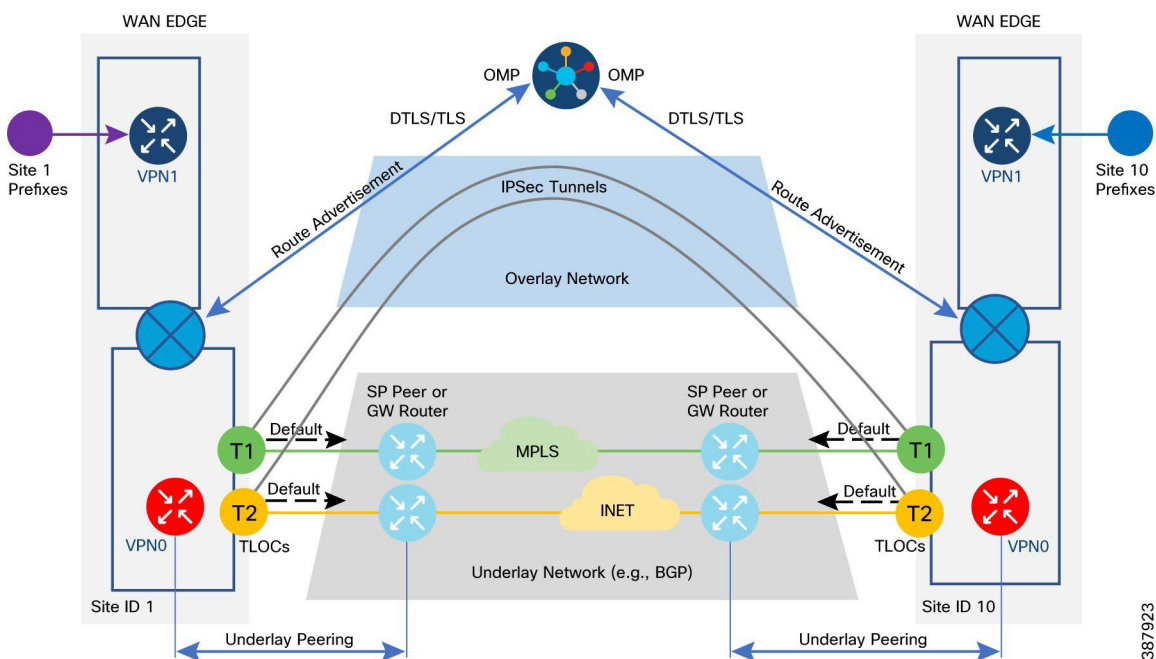 WAN EDGE
WAN EDGE
OMP
OMP
DTLS/TLS
DTLS/TLS
Site 1
Prefixes
VPN1
VPN1
Site 10
Prefixes
Route Advertisement
Route Advertisement
IPSec Tunnels
Overlay Network
SP Peer or
GW Router
SP Peer or
GW Router
T1
Default
MPLS
Default
T1
T2
Default
INET
Default
T2
VPN0
TLOCs
TLOCs
VPN0
Underlay Network (e.g., BGP)
Site ID 1
Site ID 10
Underlay Peering
Underlay Peering
387923